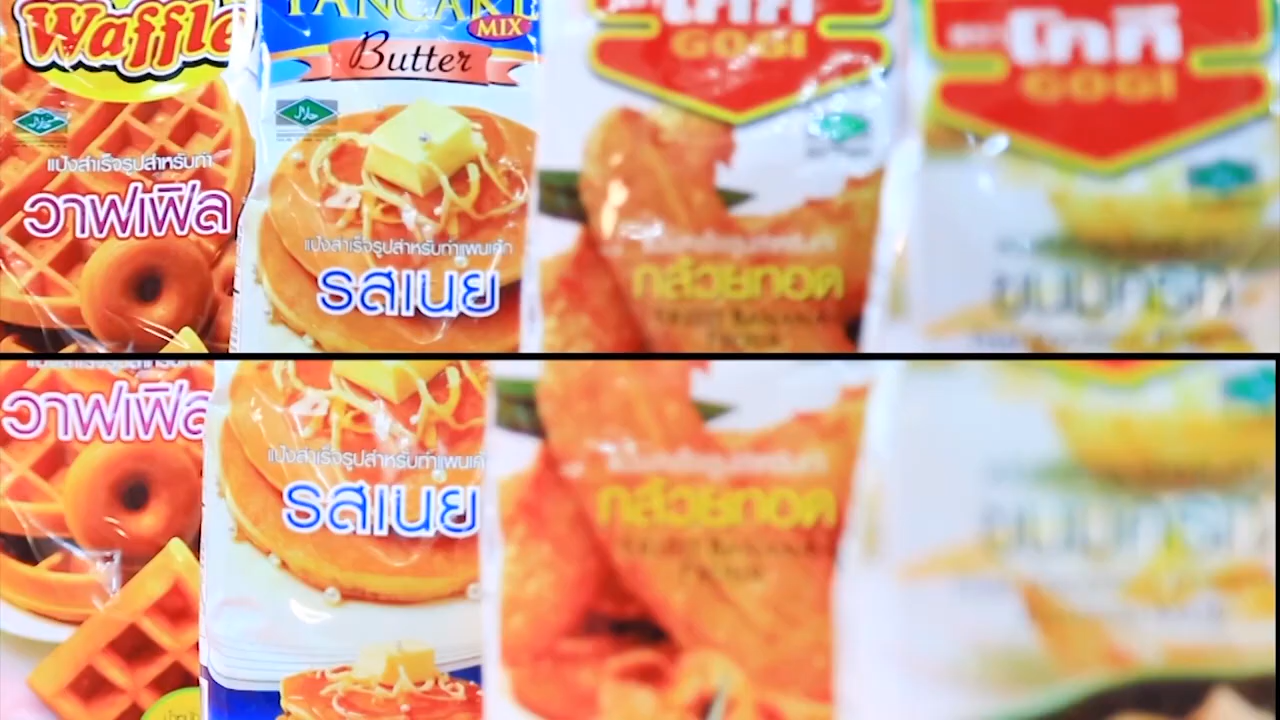 Waffle
แป้งสำเร็จรูปสำหรับทำ
วาฟเฟิล
PANCAKE
MIX
Butter
แป้งสำเร็จรูปสำหรับทำแพนเค้ก
รสเนย
โกกิ
GOGI
กล้วยทอด
โกกิ
GOGI
วาฟเฟิล
แป้งสำเร็จรูปสำหรับทำแพนเค้
รสเนย
กล้วยทอด